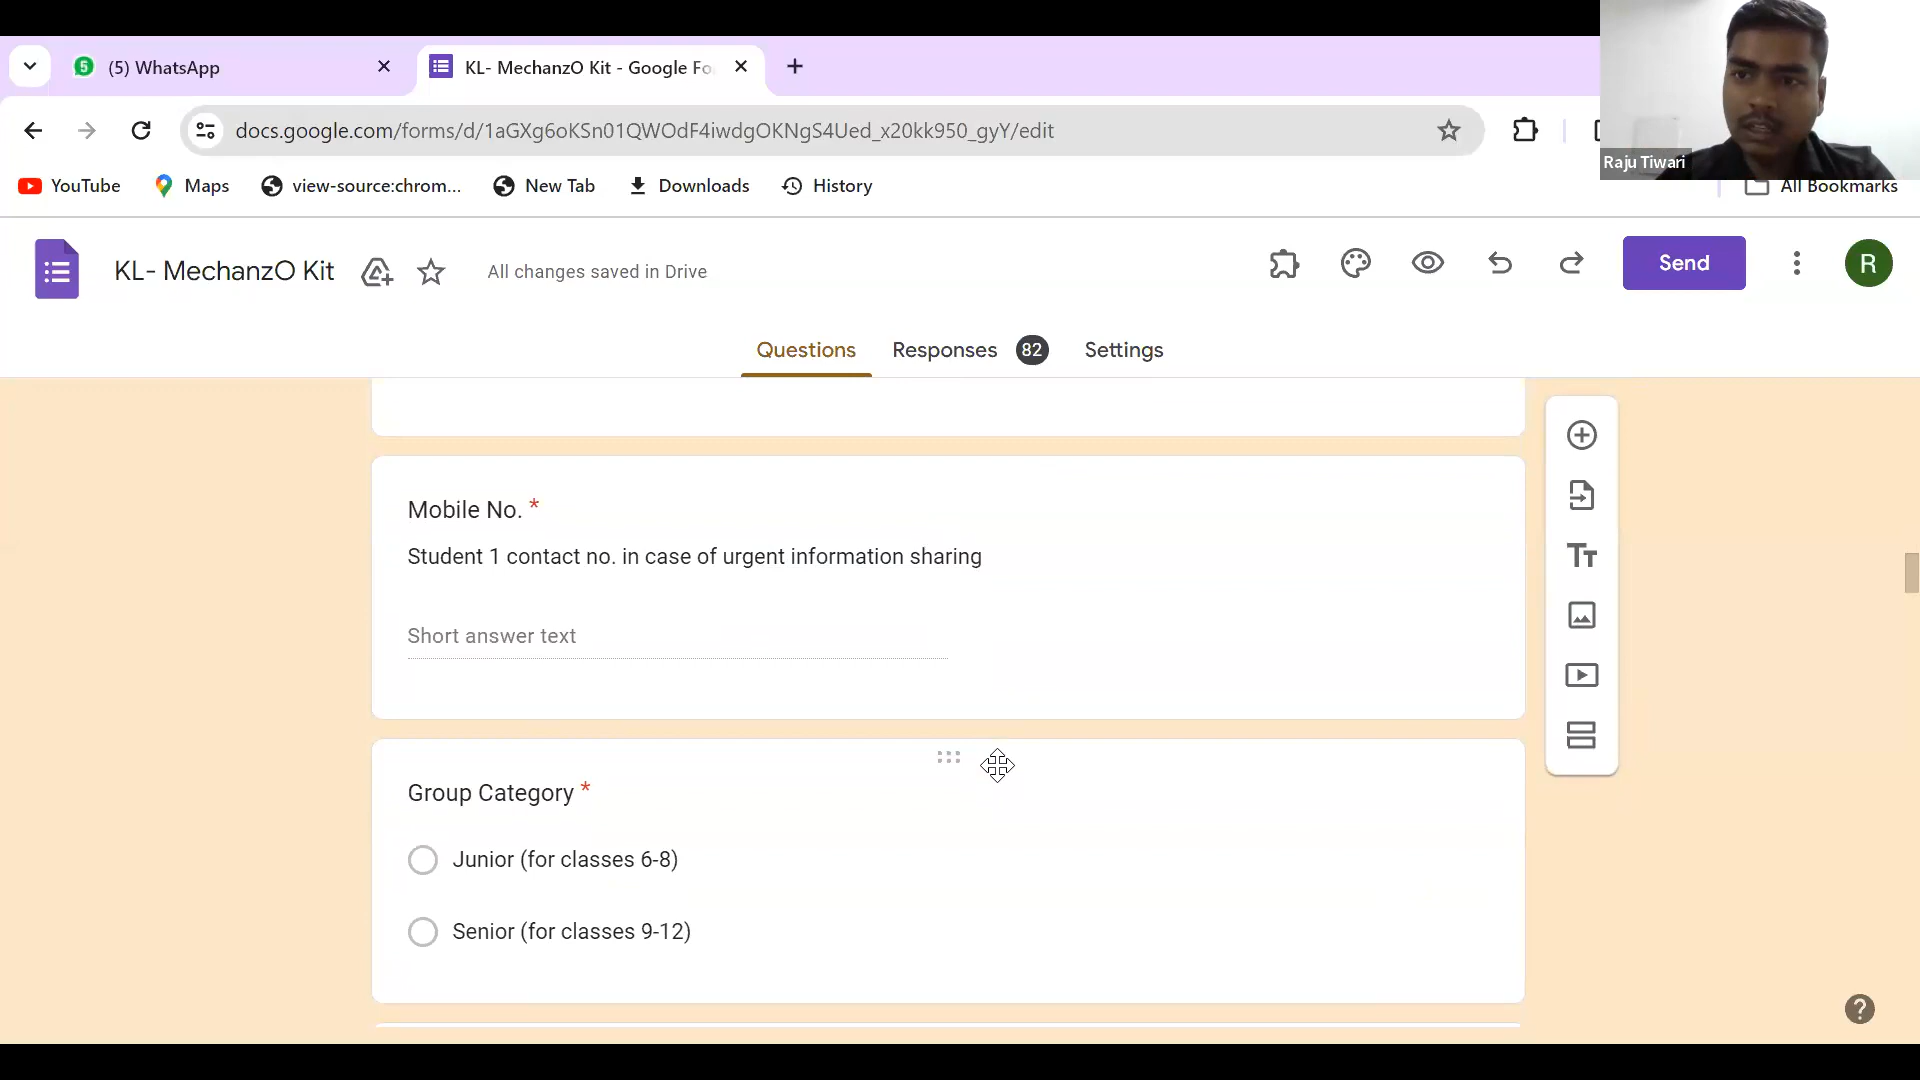 5 (5) WhatsApp
KL- MechanzO Kit - Google Fo
docs.google.com/forms/d/1aGXg6oKSn01QWOdF4iwdgOKNgS4Ued_x20kk950_gyY/edit
Raju Tiwari
YouTube Maps view-source:chrom... New Tab Downloads History All Bookmarks
KL- MechanzO Kit All changes saved in Drive Send R
Questions Responses 82 Settings
Mobile No. *
Student 1 contact no. in case of urgent information sharing
Short answer text
Group Category *
Junior (for classes 6-8)
Senior (for classes 9-12)